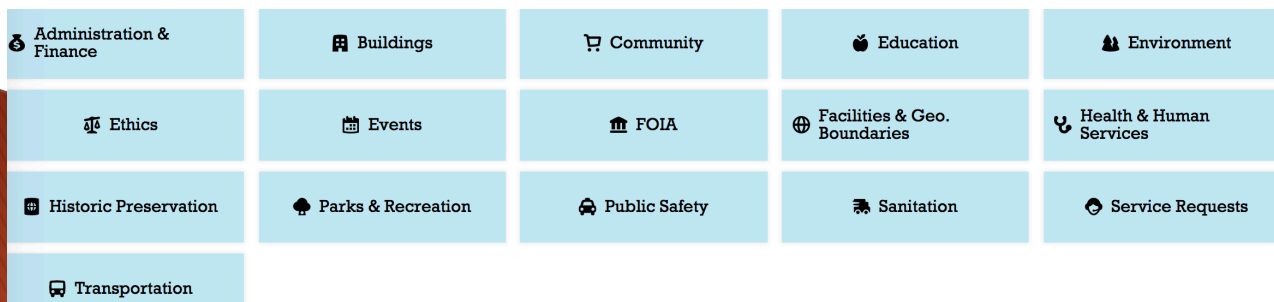 Administration &
Finance
Buildings
Community
Education
Environment
Ethics
Events
FOIA
Facilities & Geo.
Boundaries
Health & Human
Services
Historic Preservation
Parks & Recreation
Public Safety
Sanitation
Service Requests
Transportation